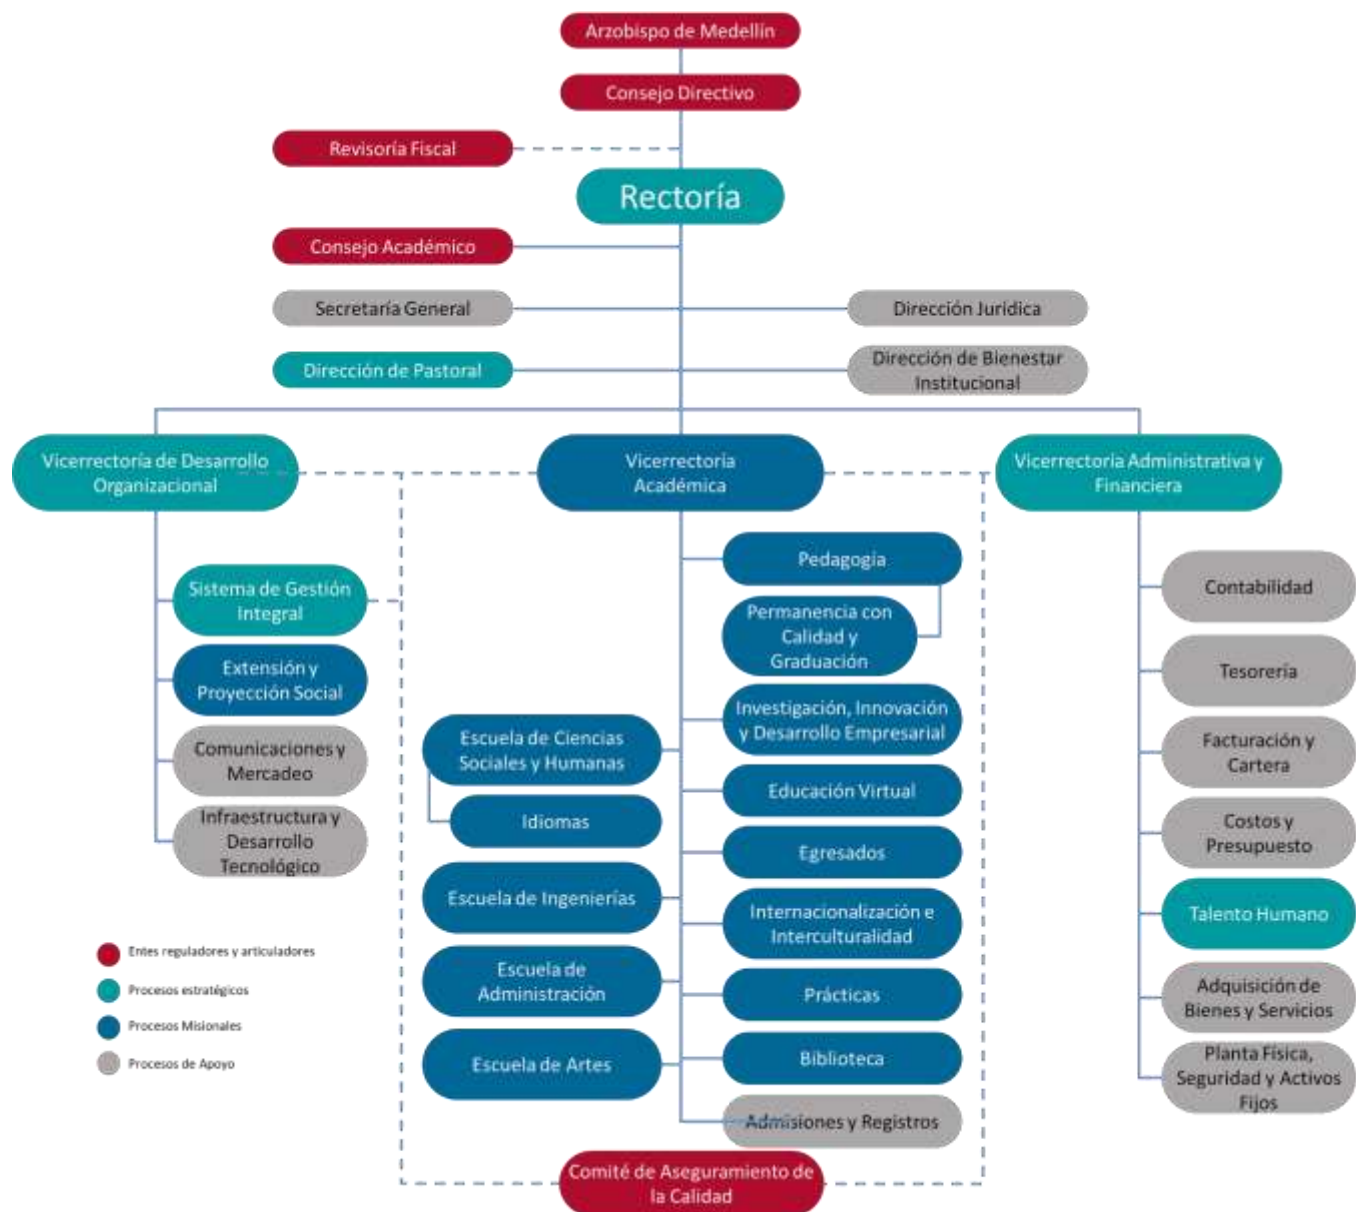 Arzobispo de Medellín
Consejo Directivo
Revisoría Fiscal
Rectoría
Consejo Académico
Secretaría General
Dirección Jurídica
Dirección de Pastoral
Dirección de Bienestar
Institucional
Vicerrectoría de Desarrollo
Organizacional
Vicerrectoría
Académica
Vicerrectoría Administrativa y
Financiera
Sistema de Gestión
Integral
Extensión y
Proyección Social
Comunicaciones y
Mercadeo
Infraestructura y
Desarrollo
Tecnológico
Pedagogía
Permanencia con
Calidad y
Graduación
Investigación, Innovación
y Desarrollo Empresarial
Educación Virtual
Egresados
Internacionalización e
Interculturalidad
Prácticas
Biblioteca
Admisiones y Registros
Escuela de Ciencias
Sociales y Humanas
Idiomas
Escuela de Ingenierías
Escuela de
Administración
Escuela de Artes
Contabilidad
Tesorería
Facturación y
Cartera
Costos y
Presupuesto
Talento Humano
Adquisición de
Bienes y Servicios
Planta Física,
Seguridad y Activos
Fijos
Entes reguladores y articuladores
Procesos estratégicos
Procesos Misionales
Procesos de Apoyo
Comité de Aseguramiento de
la Calidad